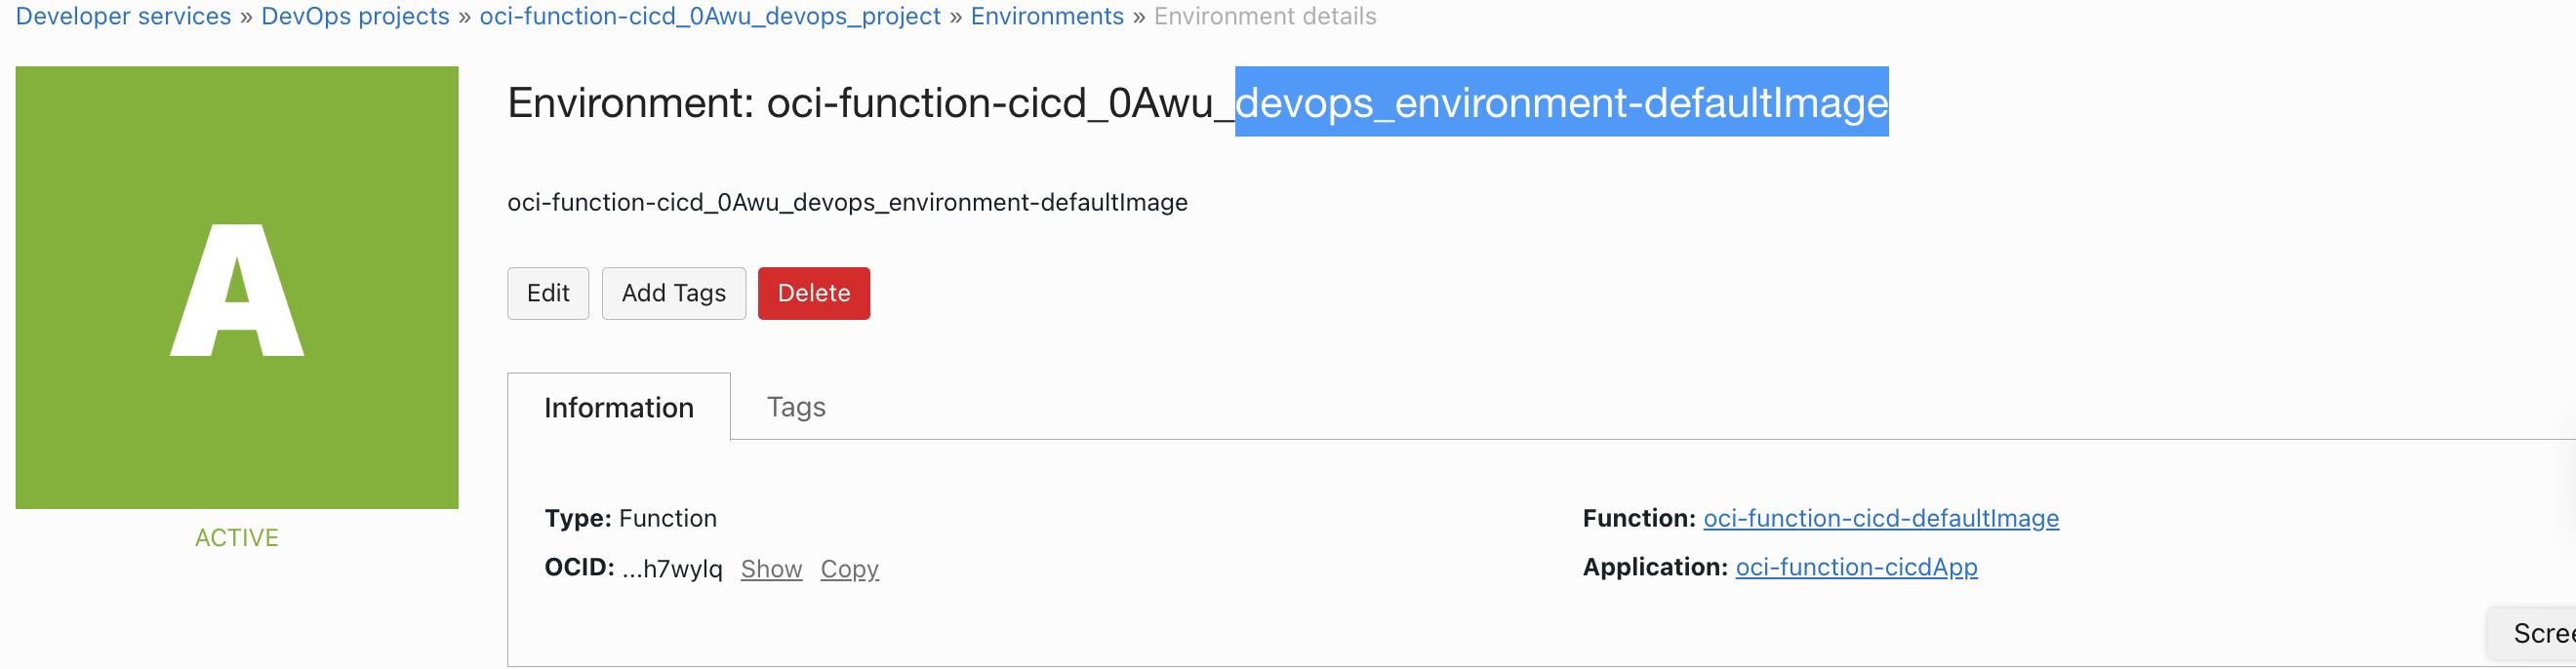 Developer services » DevOps projects » oci-function-cicd_0Awu_devops_project » Environments » Environment details
A
ACTIVE
Environment: oci-function-cicd_0Awu_devops_environment-defaultImage
oci-function-cicd_0Awu_devops_environment-defaultImage
Edit Add Tags Delete
Information Tags
Type: Function
OCID: ...h7wylq Show Copy
Function: oci-function-cicd-defaultImage
Application: oci-function-cicdApp